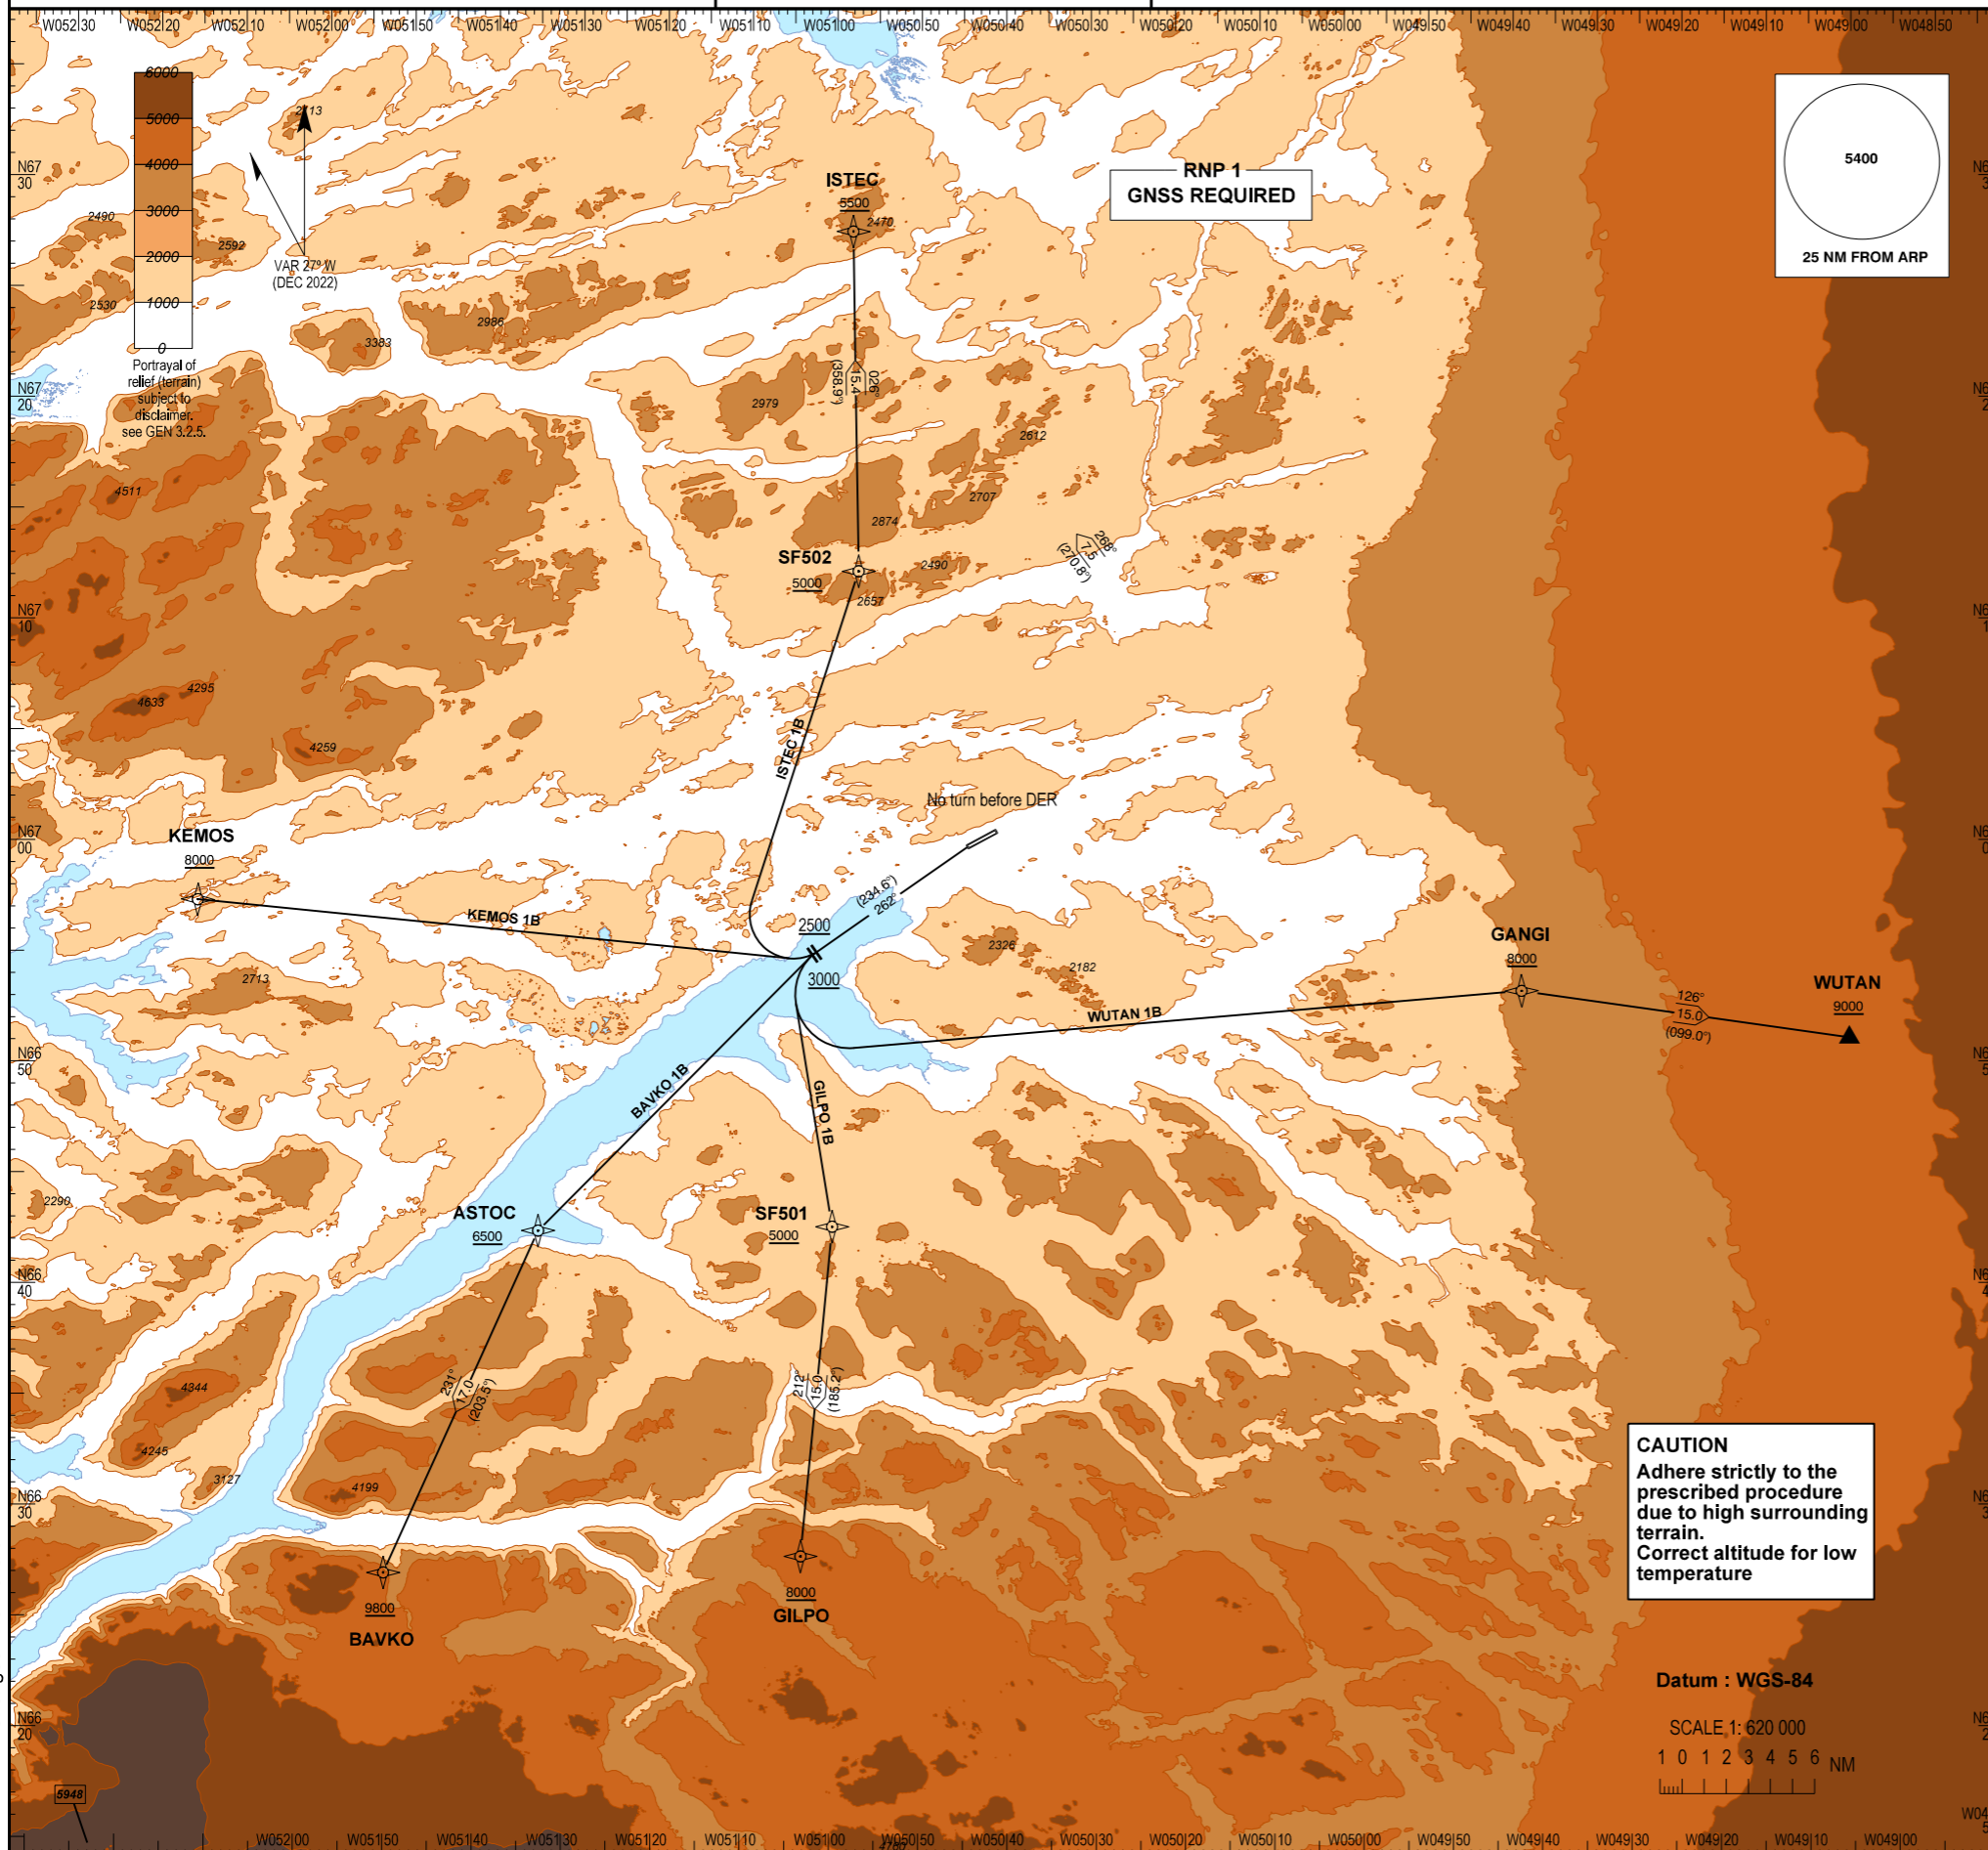 W052|30 W052|20 W052|10 W052|00 W051|50 W051|40 W051|30 W051|20 W051|10 W051|00 W050|50 W050|40 W050|30 W050|20 W050|10 W050|00 W049|50 W049|40 W049|30 W049|20 W049|10 W049|00 W048|50
6000
5000
4000
3000
2000
1000
0
Portrayal of
relief (terrain)
subject to
disclaimer.
see GEN 3.2.5.
2713
VAR 27° W
(DEC 2022)
5400
25 NM FROM ARP
RNP 1
GNSS REQUIRED
N67
30
ISTEC
5500
2470
2490
2592
2530
2986
3383
N67
20
026°
15.4
(358.9°)
2979
2612
4511
2707
2874
SF502
5000
2490
2657
268°
7.5
(270.8°)
N67
10
4295
4633
4259
ISTEC 1B
No turn before DER
N67
00
KEMOS
8000
KEMOS 1B
(234.6°)
262°
2500
3000
2326
2182
2713
GANGI
8000
WUTAN
9000
126°
15.0
(099.0°)
WUTAN 1B
N66
50
BAVKO 1B
GILPO 1B
2290
ASTOC
6500
SF501
5000
N66
40
231°
17.0
(203.5°)
212°
15.0
(185.2°)
4344
4245
3127
4199
N66
30
9800
BAVKO
8000
GILPO
CAUTION
Adhere strictly to the
prescribed procedure
due to high surrounding
terrain.
Correct altitude for low
temperature
Datum : WGS-84
SCALE 1: 620 000
1 0 1 2 3 4 5 6 NM
N66
20
5948
W052|00 W051|50 W051|40 W051|30 W051|20 W051|10 W051|00 W050|50 W050|40 W050|30 W050|20 W050|10 W050|00 W049|50 W049|40 W049|30 W049|20 W049|10 W049|00